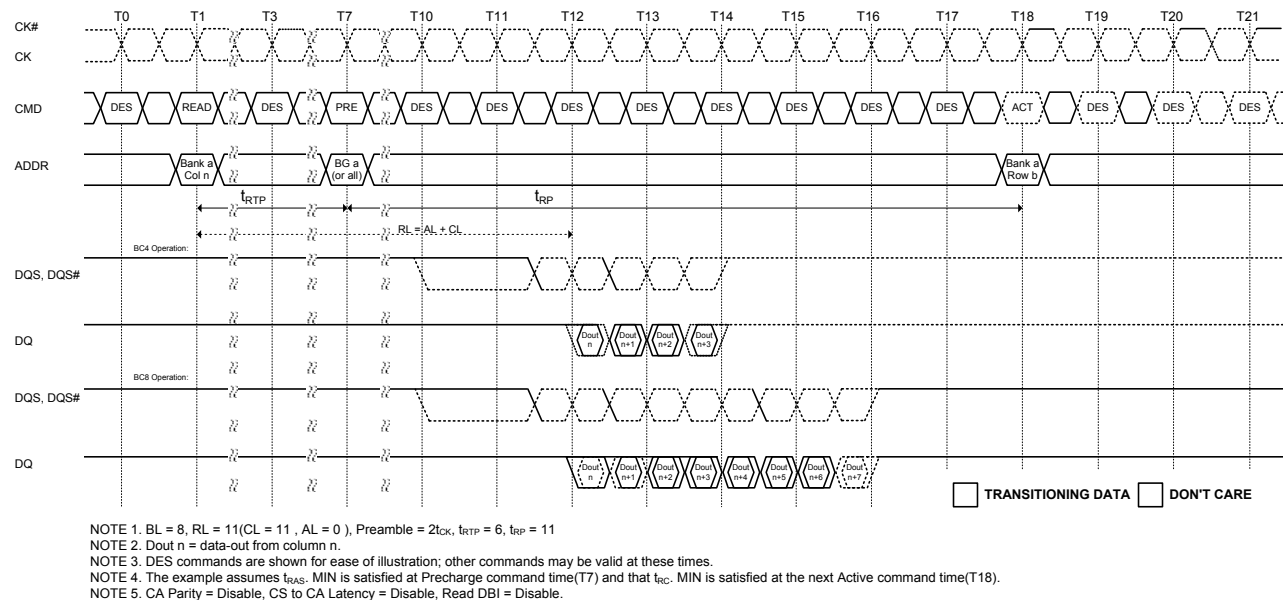 T0 T1 T3 T7 T10 T11 T12 T13 T14 T15 T16 T17 T18 T19 T20 T21
CK#
CK
CMD DES READ DES PRE DES DES DES DES DES DES DES DES ACT DES DES DES
ADDR
Bank a
Col n
BG a
(or all)
Bank a
Row b
tRTP tRP
RL = AL + CL
BC4 Operation:
DQS, DQS#
DQ
Dout n
Dout n+1
Dout n+2
Dout n+3
BC8 Operation:
DQS, DQS#
DQ
Dout n
Dout n+1
Dout n+2
Dout n+3
Dout n+4
Dout n+5
Dout n+6
Dout n+7
TRANSITIONING DATA DON'T CARE
NOTE 1. BL = 8, RL = 11(CL = 11 , AL = 0 ), Preamble = 2tCK, tRTP = 6, tRP = 11
NOTE 2. Dout n = data-out from column n.
NOTE 3. DES commands are shown for ease of illustration; other commands may be valid at these times.
NOTE 4. The example assumes tRAS. MIN is satisfied at Precharge command time(T7) and that tRC. MIN is satisfied at the next Active command time(T18).
NOTE 5. CA Parity = Disable, CS to CA Latency = Disable, Read DBI = Disable.